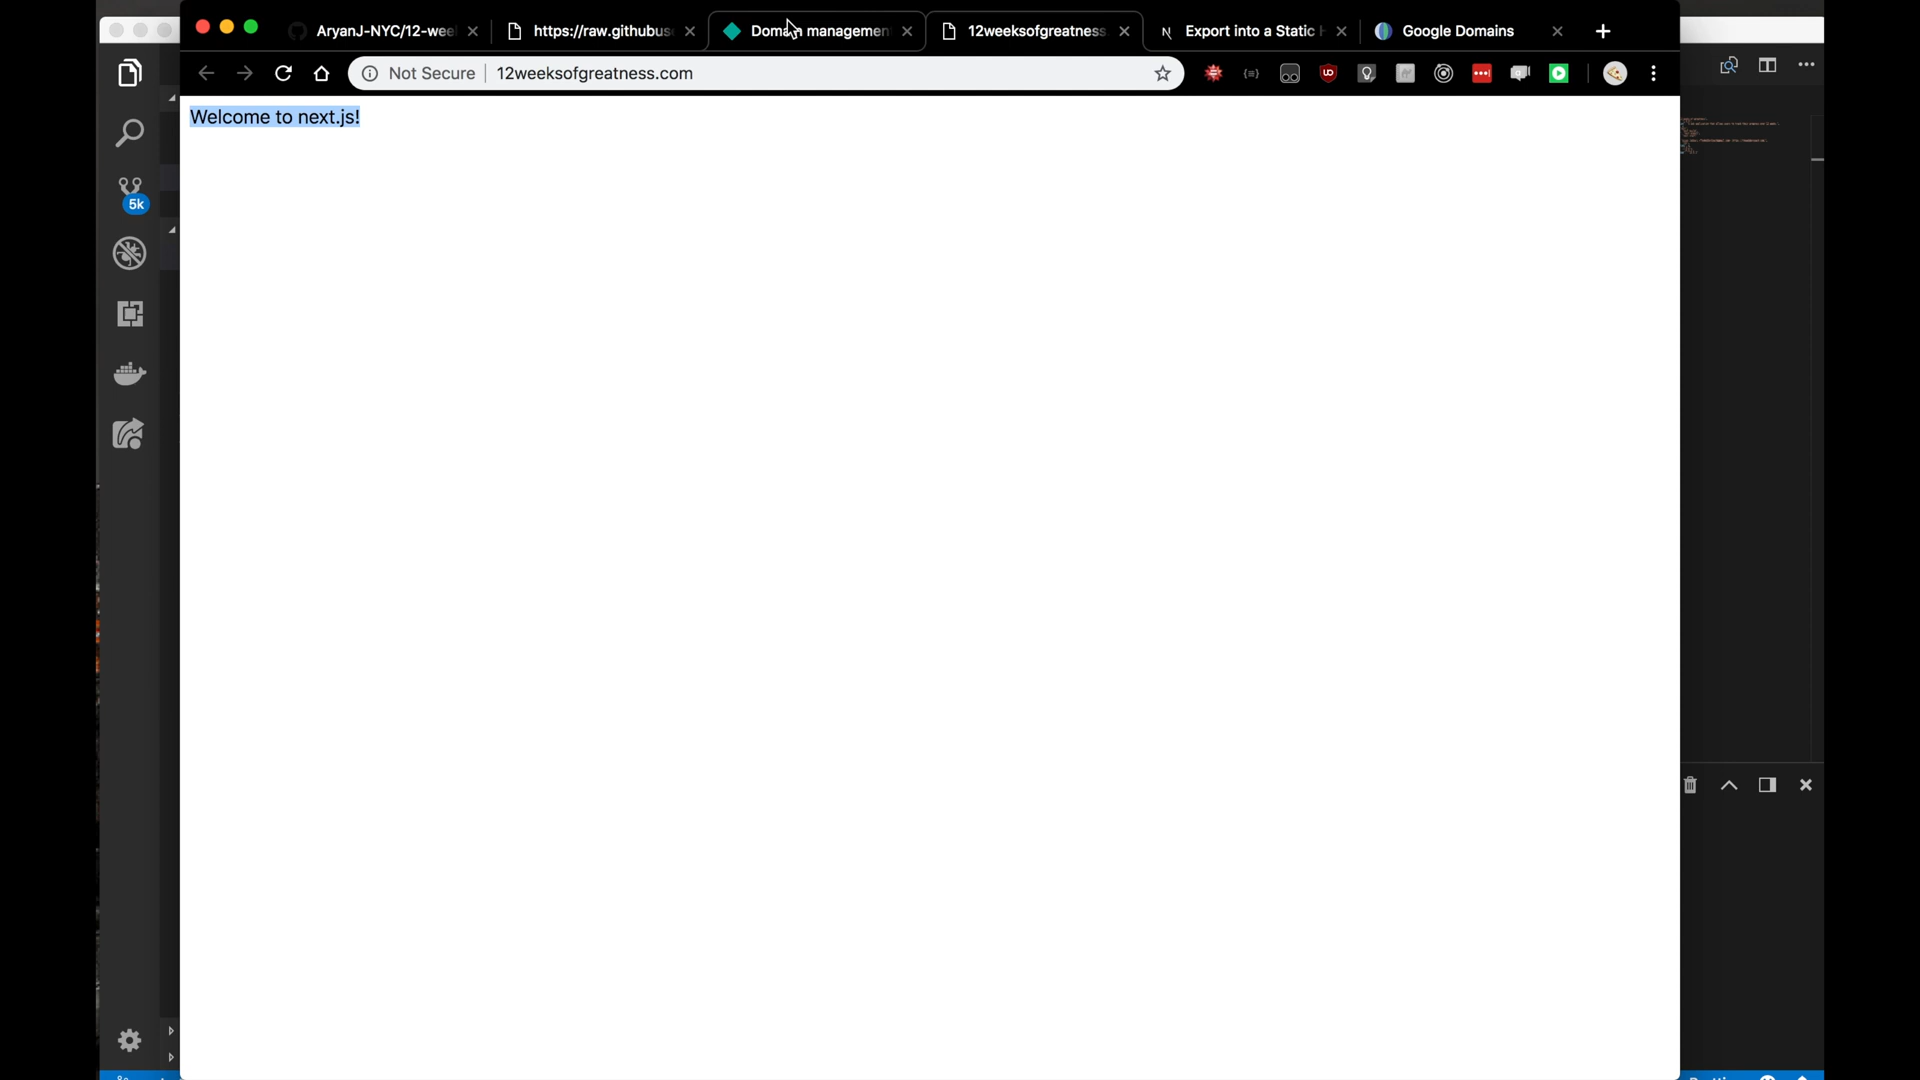 AryanJ-NYC/12-wee
https://raw.githubus
Domain managemen
12weeksofgreatness.
Export into a Static H
Google Domains
Not Secure
12weeksofgreatness.com
Welcome to next.js!
5k